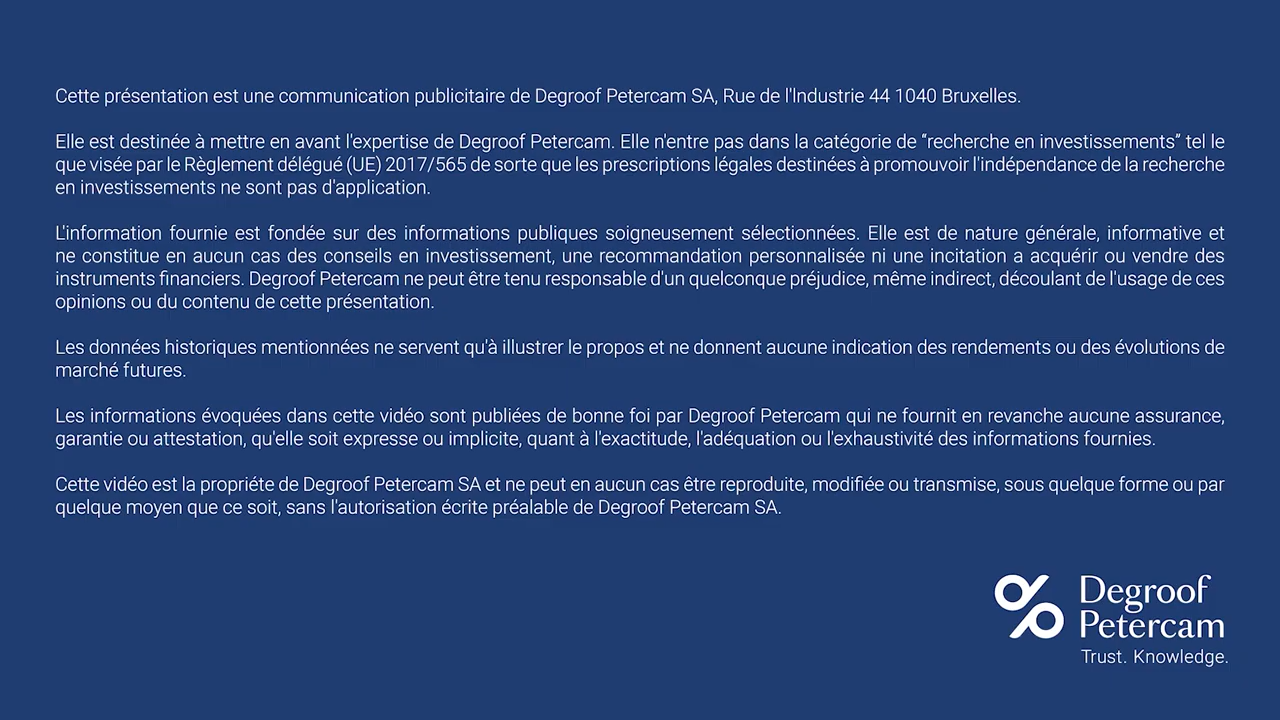 Cette présentation est une communication publicitaire de Degroof Petercam SA, Rue de l'Industrie 44 1040 Bruxelles.
Elle est destinée à mettre en avant l'expertise de Degroof Petercam. Elle n'entre pas dans la catégorie de “recherche en investissements” tel le
que visée par le Règlement délégué (UE) 2017/565 de sorte que les prescriptions légales destinées à promouvoir l'indépendance de la recherche
en investissements ne sont pas d'application.
L'information fournie est fondée sur des informations publiques soigneusement sélectionnées. Elle est de nature générale, informative et
ne constitue en aucun cas des conseils en investissement, une recommandation personnalisée ni une incitation a acquérir ou vendre des
instruments financiers. Degroof Petercam ne peut être tenu responsable d'un quelconque préjudice, même indirect, découlant de l'usage de ces
opinions ou du contenu de cette présentation.
Les données historiques mentionnées ne servent qu'à illustrer le propos et ne donnent aucune indication des rendements ou des évolutions de
marché futures.
Les informations évoquées dans cette vidéo sont publiées de bonne foi par Degroof Petercam qui ne fournit en revanche aucune assurance,
garantie ou attestation, qu'elle soit expresse ou implicite, quant à l'exactitude, l'adéquation ou l'exhaustivité des informations fournies.
Cette vidéo est la propriéte de Degroof Petercam SA et ne peut en aucun cas être reproduite, modifiée ou transmise, sous quelque forme ou par
quelque moyen que ce soit, sans l'autorisation écrite préalable de Degroof Petercam SA.
Degroof
Petercam
Trust. Knowledge.